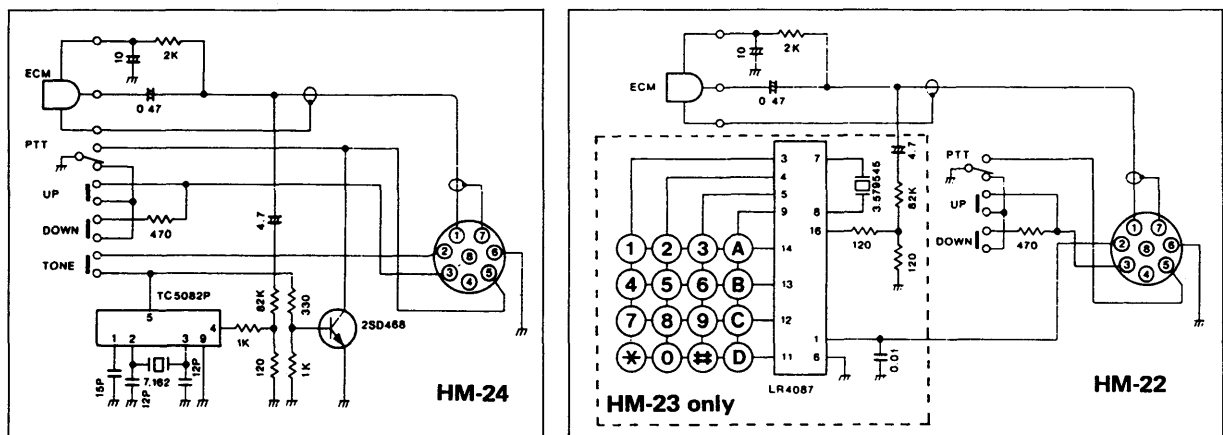 ECM
10
2K
0.47
PTT
UP
DOWN
470
TONE
4.7
TC5082P
5
4
1 2 3 9
15P
12P
7.162
12P
1K
82K
120
330
1K
2SD468
1 7
2 8 6
3 4 5
HM-24
ECM
10
2K
0.47
4.7
82K
120
120
3 7
4
5
9 8
16
14
13
12
11
1
6
3.579545
LR4087
1 2 3 A
4 5 6 B
7 8 9 C
* 0 # D
0.01
HM-23 only
PTT
UP
DOWN
470
1 7
2 8 6
3 4 5
HM-22